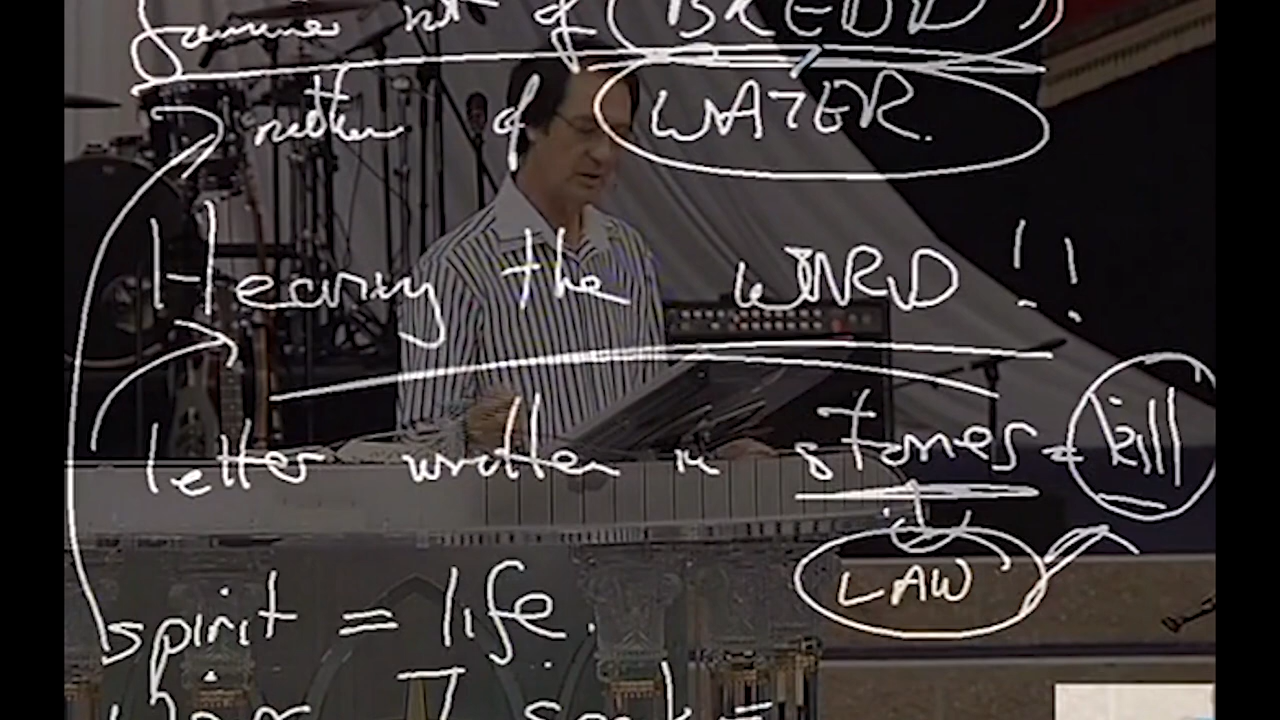 famine not of BREAD
neither of WATER.
Hearing the WORD !!
letter written in stones = kill
LAW
spirit = life.